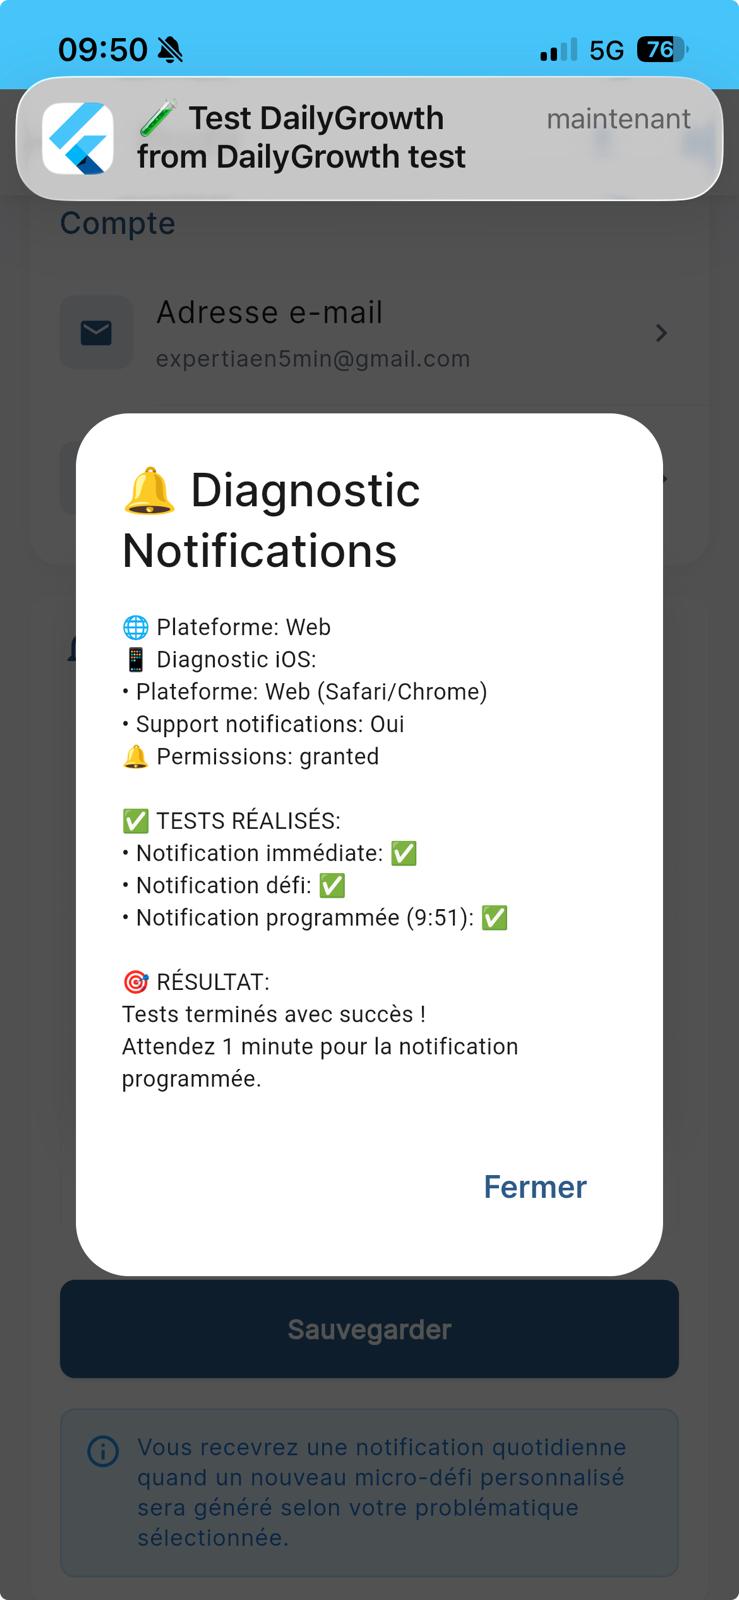 09:50
5G 76
🧪 Test DailyGrowth
maintenant
from DailyGrowth test
Compte
Adresse e-mail
expertiaen5min@gmail.com
🔔 Diagnostic
Notifications
🌐 Plateforme: Web
📱 Diagnostic iOS:
• Plateforme: Web (Safari/Chrome)
• Support notifications: Oui
🔔 Permissions: granted
✅ TESTS RÉALISÉS:
• Notification immédiate: ✅
• Notification défi: ✅
• Notification programmée (9:51): ✅
🎯 RÉSULTAT:
Tests terminés avec succès !
Attendez 1 minute pour la notification
programmée.
Fermer
Sauvegarder
Vous recevrez une notification quotidienne
quand un nouveau micro-défi personnalisé
sera généré selon votre problématique
sélectionnée.